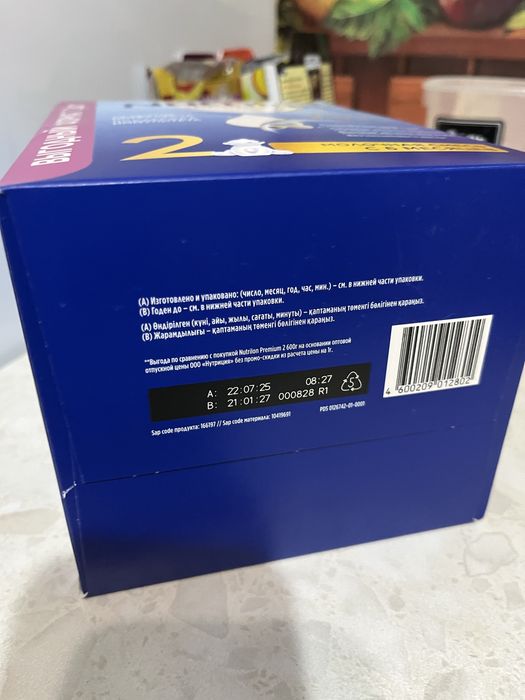 2
(А) Изготовлено и упаковано: (число, месяц, год, час, мин.) – см. в нижней части упаковки.
(В) Годен до – см. в нижней части упаковки.
(А) Өндірілген (күні, айы, жылы, сағаты, минуты) – қаптаманың төменгі бөлігінен қараңыз.
(В) Жарамдылығы – қаптаманың төменгі бөлігінен қараңыз.
**Выгода по сравнению с покупкой Nutrilon Premium 2 600г на основании оптовой
отпускной цены ООО «Нутриция» без промо-скидки из расчета цены на 1г.
A: 22:07:25 08:27
B: 21:01:27 000828 R1
4 600209 012802
Sap code продукта: 166197 // Sap code материала: 10419691 PDS 0126742-01-0001